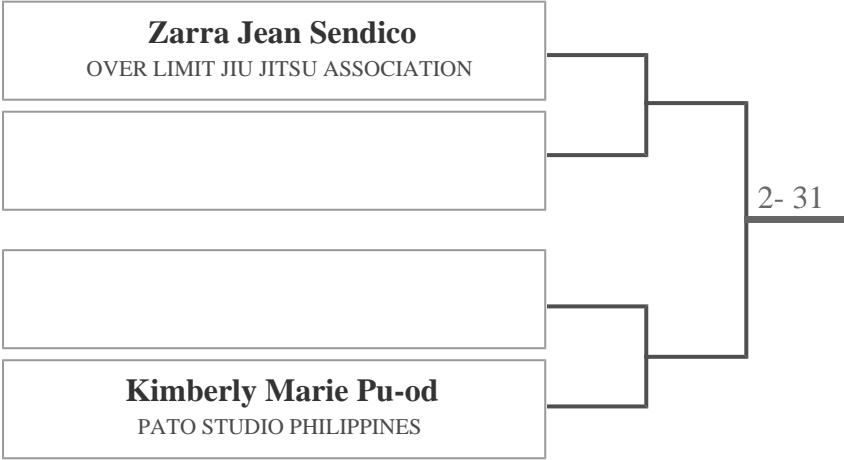 Zarra Jean Sendico
OVER LIMIT JIU JITSU ASSOCIATION
2- 31
Kimberly Marie Pu-od
PATO STUDIO PHILIPPINES